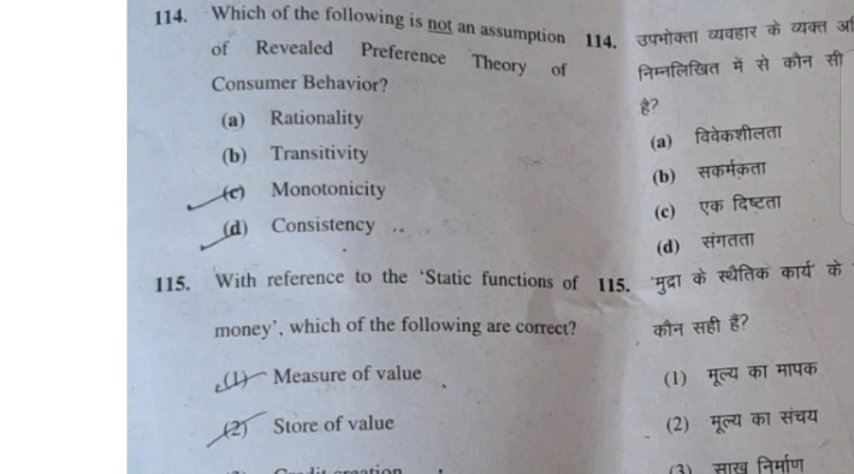 114. Which of the following is not an assumption
of Revealed Preference Theory of
Consumer Behavior?
(a) Rationality
(b) Transitivity
(c) Monotonicity
(d) Consistency
115. With reference to the 'Static functions of
money', which of the following are correct?
(1) Measure of value
(2) Store of value
Credit creation
114. उपभोक्ता व्यवहार के व्यक्त
निम्नलिखित में से कौन सी
है?
(a) विवेकशीलता
(b) सकर्मकता
(c) एक दिष्टता
(d) संगतता
115. 'मुद्रा के स्थैतिक कार्य' के
कौन सही हैं?
(1) मूल्य का मापक
(2) मूल्य का संचय
(3) साख निर्माण